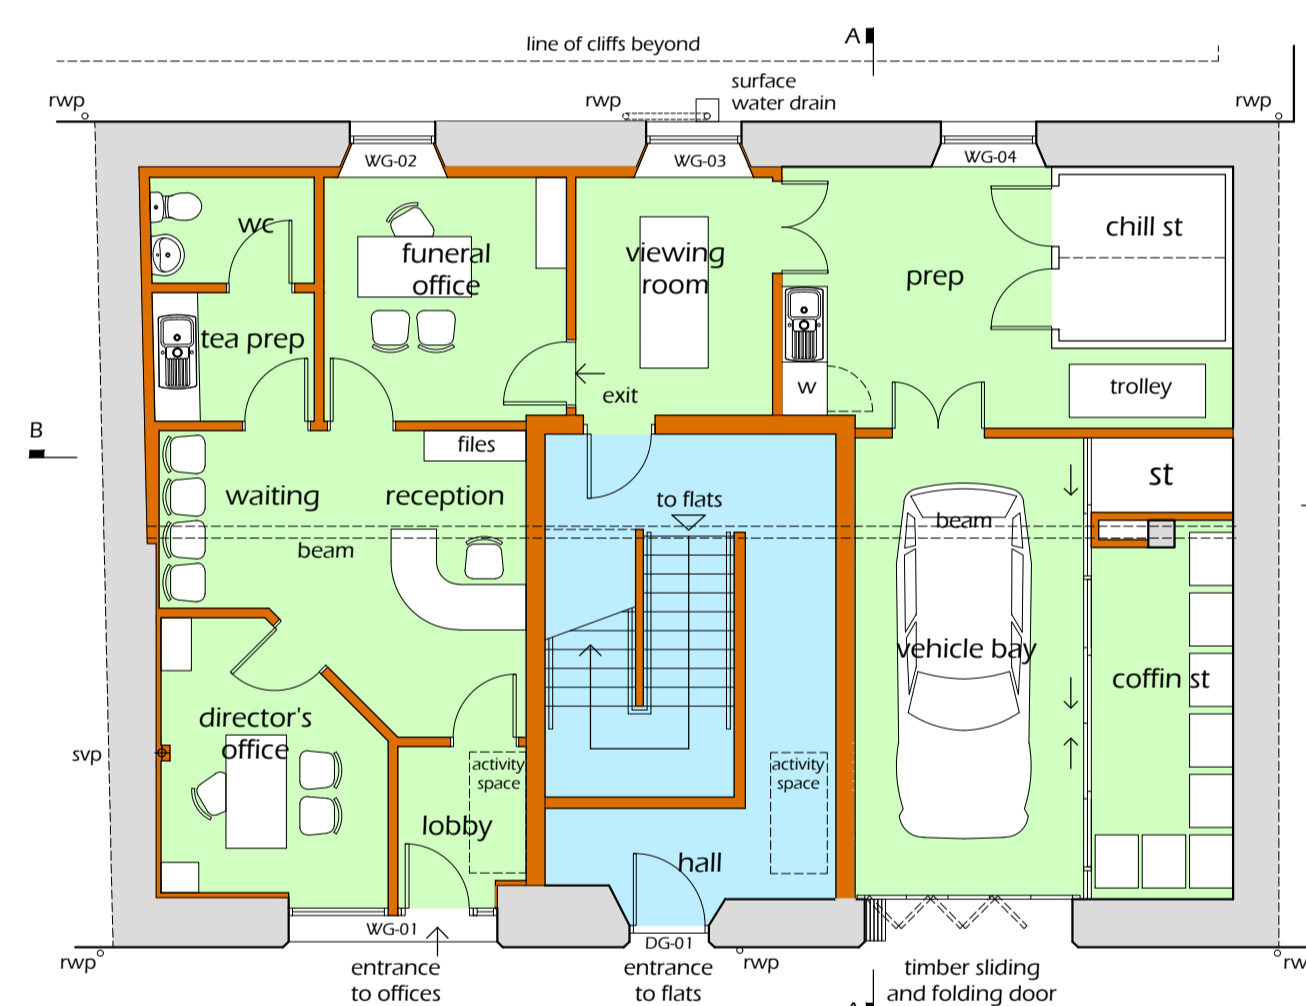 line of cliffs beyond
A
surface
water drain
rwp
rwp
rwp
WG-02
WG-03
WG-04
wc
funeral
office
viewing
room
prep
chill st
tea prep
exit
w
trolley
B
files
waiting
reception
to flats
st
beam
beam
vehicle bay
coffin st
director's
office
svp
activity
space
activity
space
lobby
hall
WG-01
DG-01
rwp
rwp
rw
entrance
to offices
entrance
to flats
timber sliding
and folding door